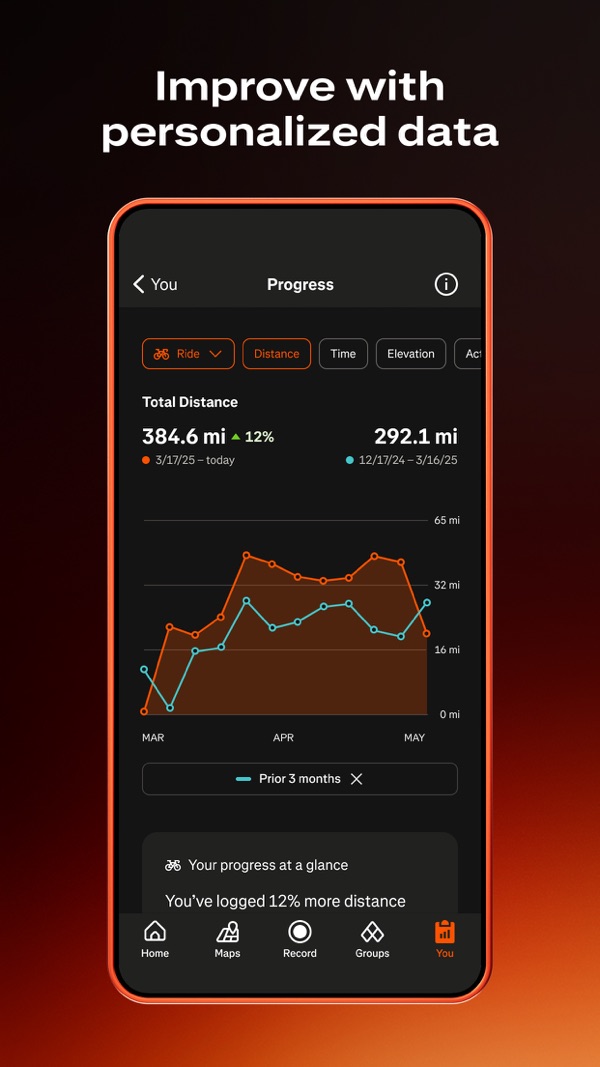 Improve with
personalized data
You
Progress
Ride
Distance
Time
Elevation
Act
Total Distance
384.6 mi 12%
292.1 mi
3/17/25 – today
12/17/24 – 3/16/25
65 mi
32 mi
16 mi
0 mi
MAR
APR
MAY
Prior 3 months
Your progress at a glance
You’ve logged 12% more distance
Home
Maps
Record
Groups
You